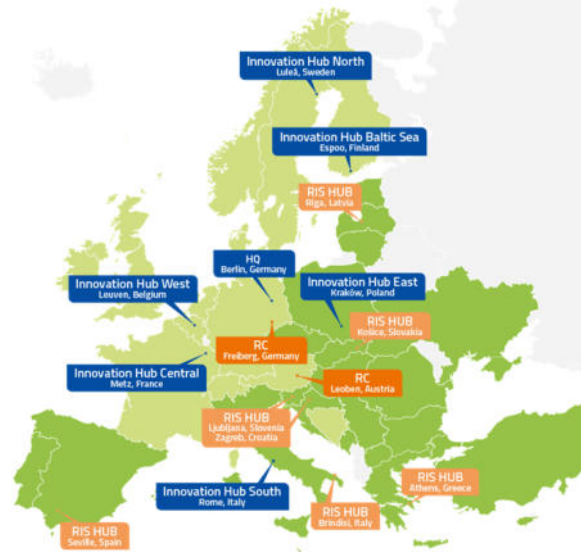 Innovation Hub North
Luleå, Sweden
Innovation Hub Baltic Sea
Espoo, Finland
RIS HUB
Riga, Latvia
HQ
Berlin, Germany
Innovation Hub West
Leuven, Belgium
Innovation Hub East
Kraków, Poland
RIS HUB
Košice, Slovakia
RC
Freiberg, Germany
Innovation Hub Central
Metz, France
RC
Leoben, Austria
RIS HUB
Ljubljana, Slovenia
Zagreb, Croatia
RIS HUB
Athens, Greece
Innovation Hub South
Rome, Italy
RIS HUB
Brindisi, Italy
RIS HUB
Seville, Spain